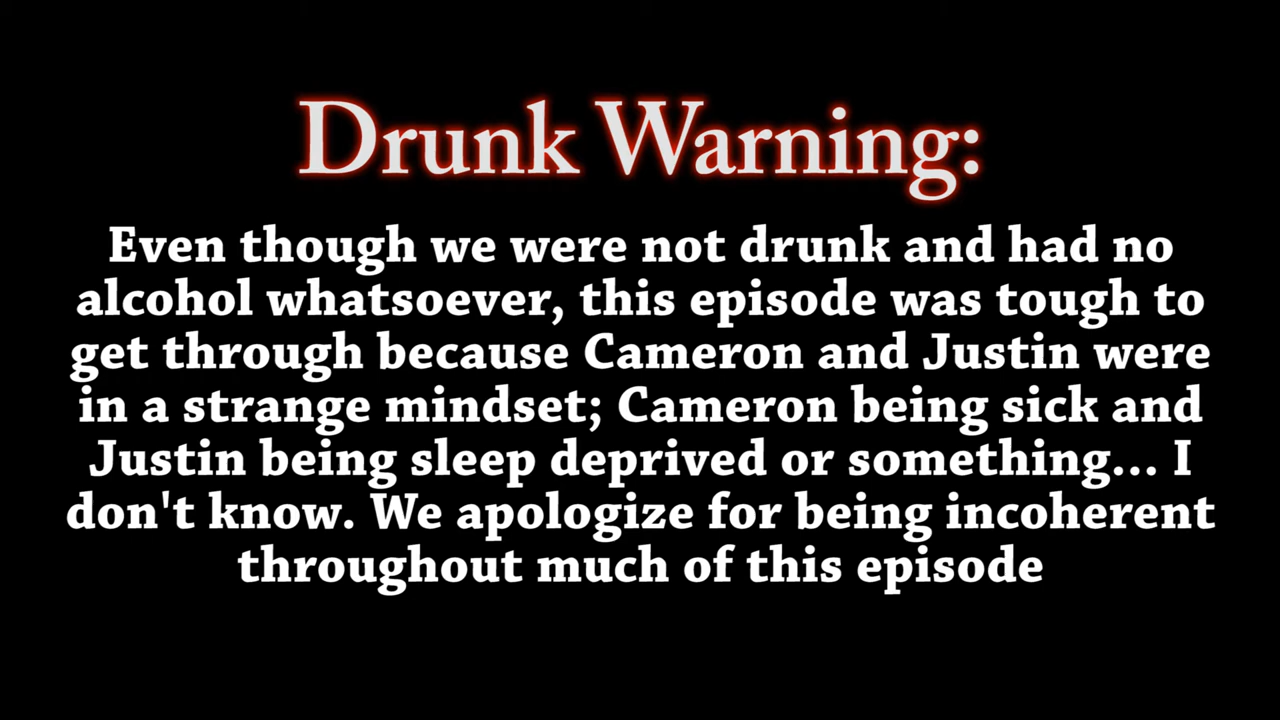 Drunk Warning:
Even though we were not drunk and had no
alcohol whatsoever, this episode was tough to
get through because Cameron and Justin were
in a strange mindset; Cameron being sick and
Justin being sleep deprived or something... I
don't know. We apologize for being incoherent
throughout much of this episode